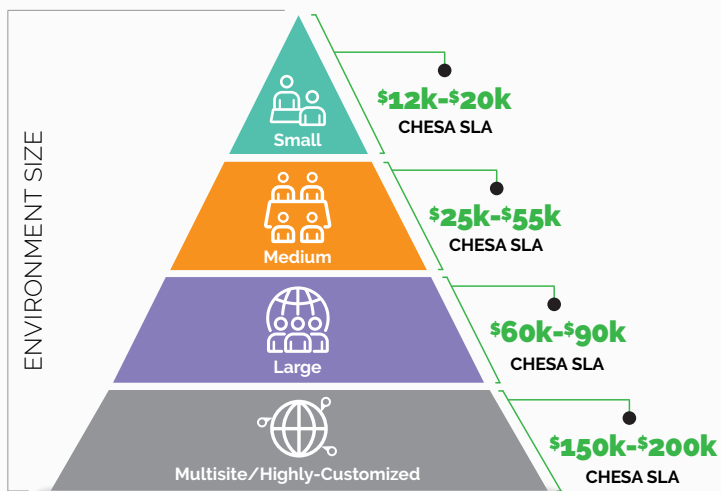 ENVIRONMENT SIZE
Small
$12k-$20k
CHESA SLA
Medium
$25k-$55k
CHESA SLA
Large
$60k-$90k
CHESA SLA
Multisite/Highly-Customized
$150k-$200k
CHESA SLA